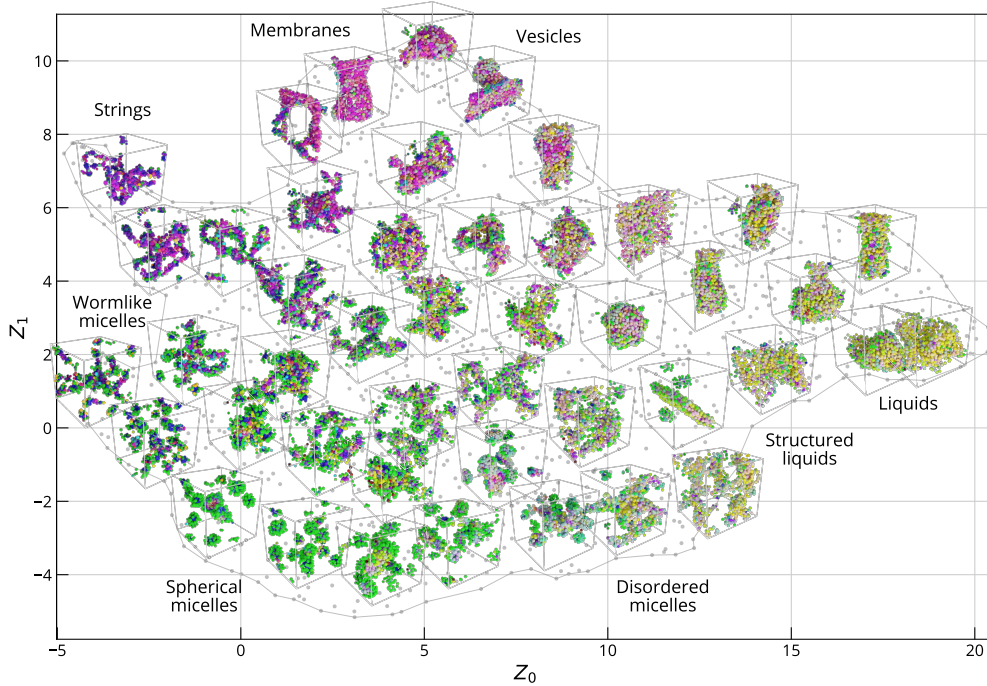 Membranes
Vesicles
Strings
Wormlike
micelles
Liquids
Structured
liquids
Spherical
micelles
Disordered
micelles
10
8
6
4
2
0
−2
−4
Z1
−5
0
5
10
15
20
Z0